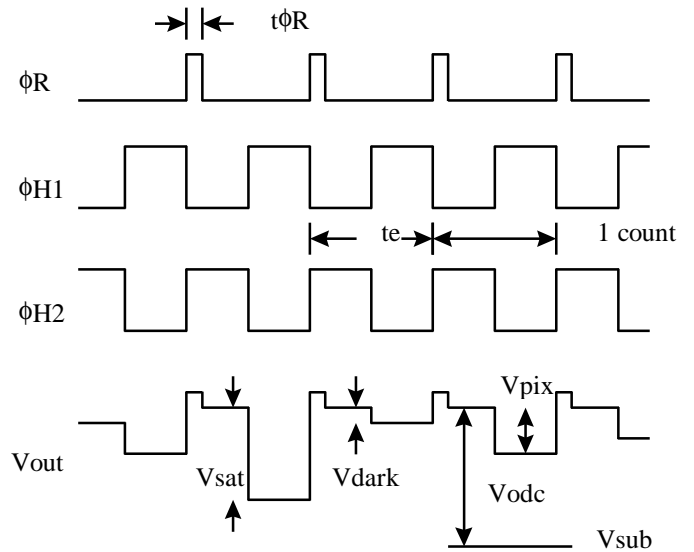 tϕR
ϕR
ϕH1
te
1 count
ϕH2
Vpix
Vout
Vsat
Vdark
Vodc
Vsub